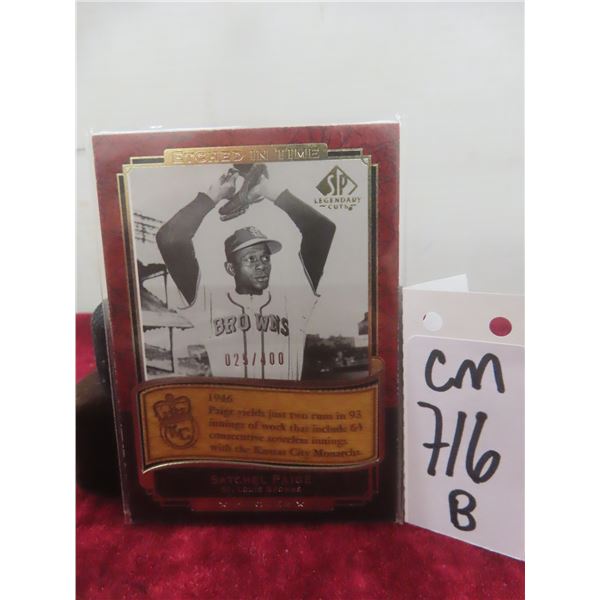 ETCHED IN TIME
SP
LEGENDARY
CUTS
BROWNS
025/400
1946
Paige yields just two runs in 93
innings of work that include 64
consecutive scoreless innings
with the Kansas City Monarchs.
KC
SATCHEL PAIGE
ST. LOUIS BROWNS
CM
716
B